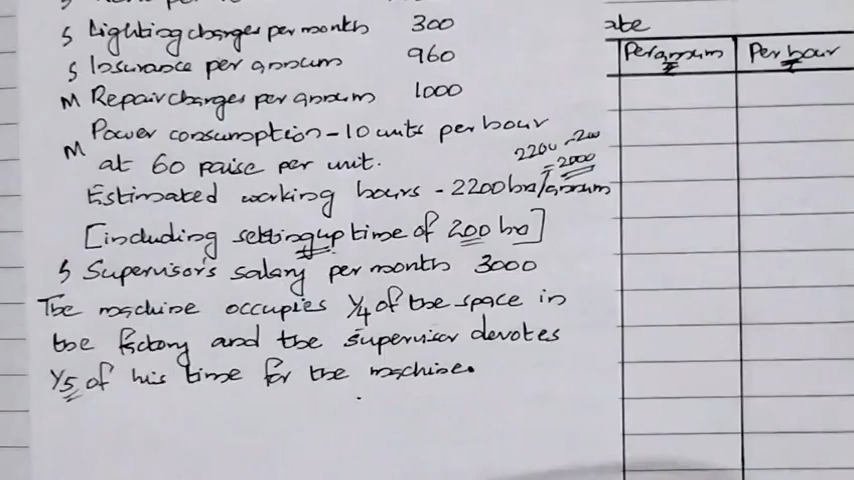 S Lighting charges per month 300
S Insurance per annum 960
M Repair charges per annum 1000
M Power consumption - 10 units per hour
at 60 paise per unit.
2200 - 200
= 2000
Estimated working hours - 2200 hrs/annum
[including setting up time of 200 hrs]
S Supervisor's salary per month 3000
The machine occupies 1/4 of the space in
the factory and the supervisor devotes
1/5 of his time for the machine.
Per annum Per hour